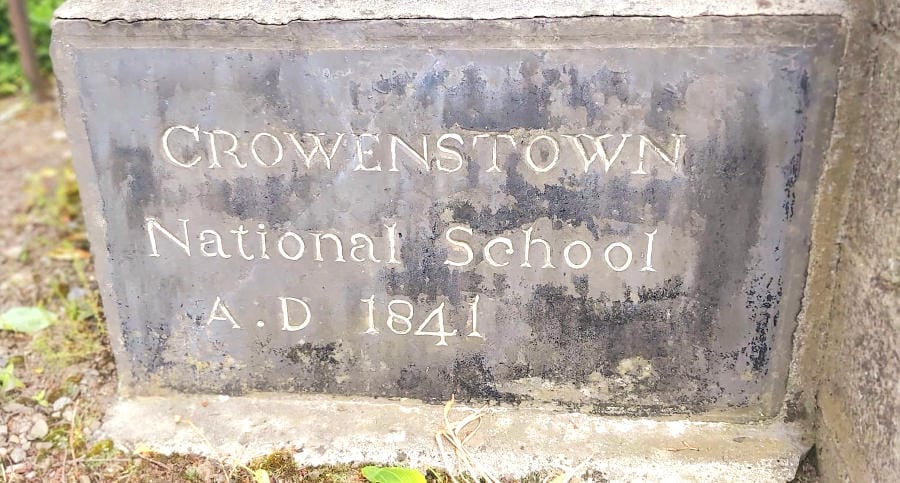 CROWENSTOWN
National School
A.D 1841